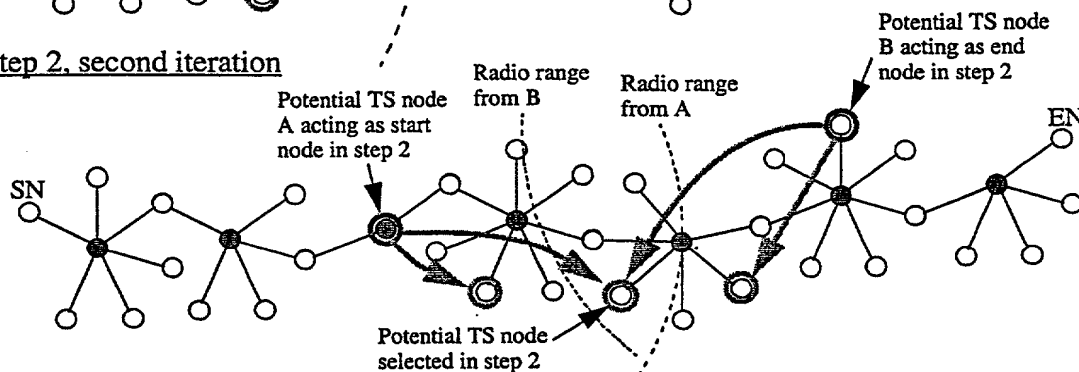 Potential TS node
B acting as end
node in step 2
tep 2, second iteration
Radio range
from B
Radio range
from A
Potential TS node
A acting as start
node in step 2
EN
SN
Potential TS node
selected in step 2